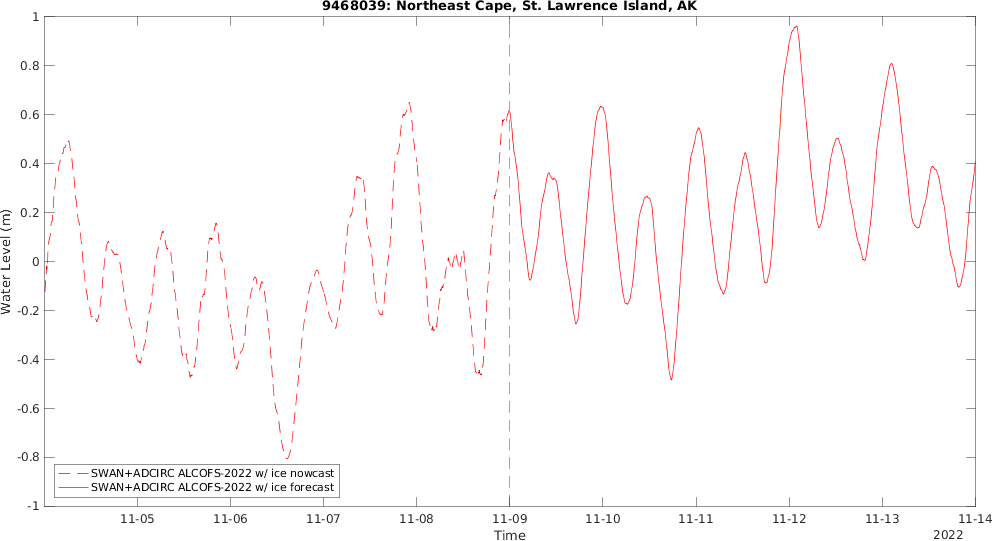 9468039: Northeast Cape, St. Lawrence Island, AK
1
0.8
0.6
0.4
0.2
0
-0.2
-0.4
-0.6
-0.8
-1
Water Level (m)
SWAN+ADCIRC ALCOFS-2022 w/ ice nowcast
SWAN+ADCIRC ALCOFS-2022 w/ ice forecast
11-05 11-06 11-07 11-08 11-09 11-10 11-11 11-12 11-13 11-14
Time
2022